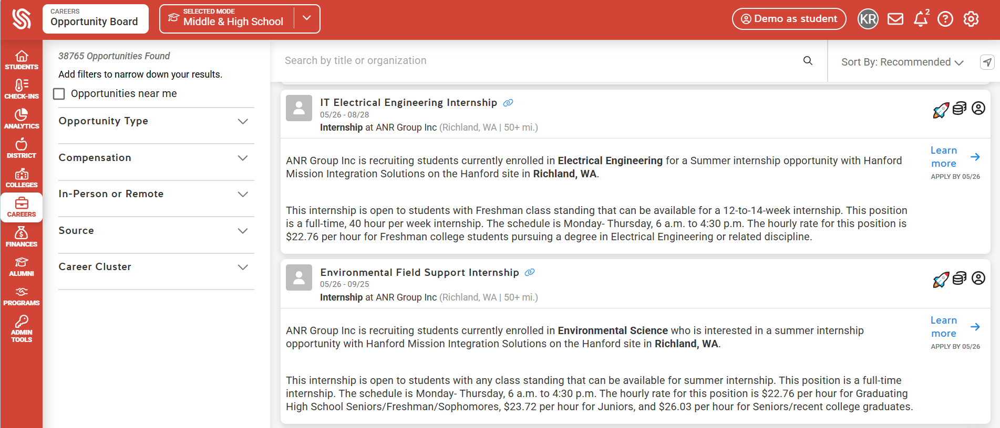 CAREERS
Opportunity Board
SELECTED MODE
Middle & High School
Demo as student
KR
2
STUDENTS
CHECK-INS
ANALYTICS
DISTRICT
COLLEGES
CAREERS
FINANCES
ALUMNI
PROGRAMS
ADMIN
TOOLS
38765 Opportunities Found
Add filters to narrow down your results.
Opportunities near me
Opportunity Type
Compensation
In-Person or Remote
Source
Career Cluster
Search by title or organization
Sort By: Recommended
IT Electrical Engineering Internship
05/26 - 08/28
Internship at ANR Group Inc (Richland, WA | 50+ mi.)
ANR Group Inc is recruiting students currently enrolled in Electrical Engineering for a Summer internship opportunity with Hanford
Mission Integration Solutions on the Hanford site in Richland, WA.
This internship is open to students with Freshman class standing that can be available for a 12-to-14-week internship. This position
is a full-time, 40 hour per week internship. The schedule is Monday- Thursday, 6 a.m. to 4:30 p.m. The hourly rate for this position is
$22.76 per hour for Freshman college students pursuing a degree in Electrical Engineering or related discipline.
Learn
more
APPLY BY 05/26
Environmental Field Support Internship
05/26 - 09/25
Internship at ANR Group Inc (Richland, WA | 50+ mi.)
ANR Group Inc is recruiting students currently enrolled in Environmental Science who is interested in a summer internship
opportunity with Hanford Mission Integration Solutions on the Hanford site in Richland, WA.
This internship is open to students with any class standing that can be available for summer internship. This position is a full-time
internship. The schedule is Monday- Thursday, 6 a.m. to 4:30 p.m. The hourly rate for this position is $22.76 per hour for Graduating
High School Seniors/Freshman/Sophomores, $23.72 per hour for Juniors, and $26.03 per hour for Seniors/recent college graduates.
Learn
more
APPLY BY 05/26